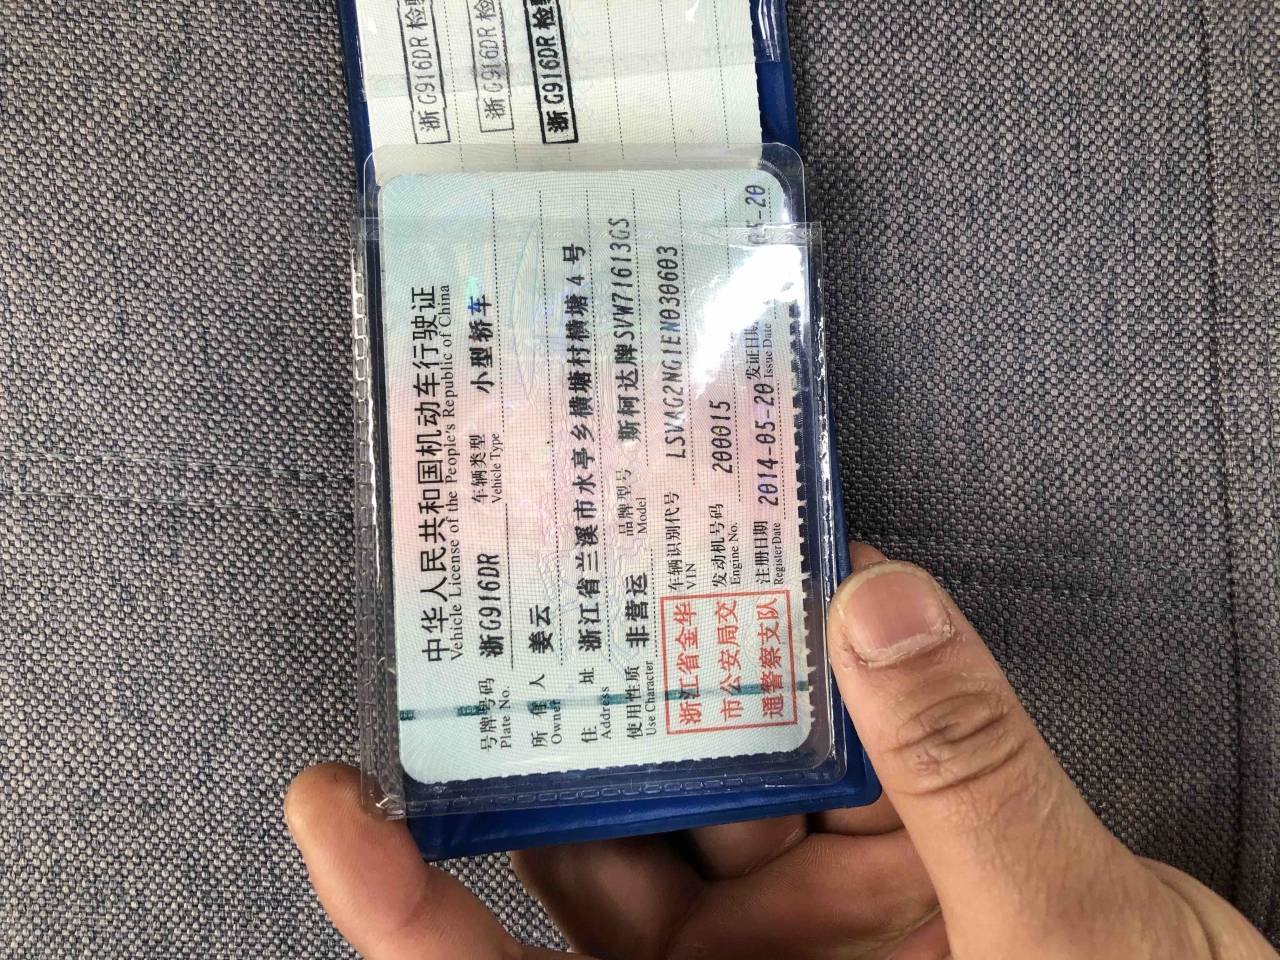 浙G916DR 检
浙G916DR 检
浙G916DR 检
中华人民共和国机动车行驶证
Vehicle License of the People's Republic of China
号牌号码 浙G916DR 车辆类型 小型轿车
Plate No. Vehicle Type
所有人 姜云
Owner
住址 浙江省兰溪市水亭乡横塘村横塘4号
Address
使用性质 非营运 品牌型号 斯柯达牌SVW71613GS
Use Character Model
浙江省金华
市公安局交
通警察支队
车辆识别代号 LSVAG2NG1EN030603
VIN
发动机号码 200015
Engine No.
注册日期 2014-05-20 发证日期 05-20
Register Date Issue Date